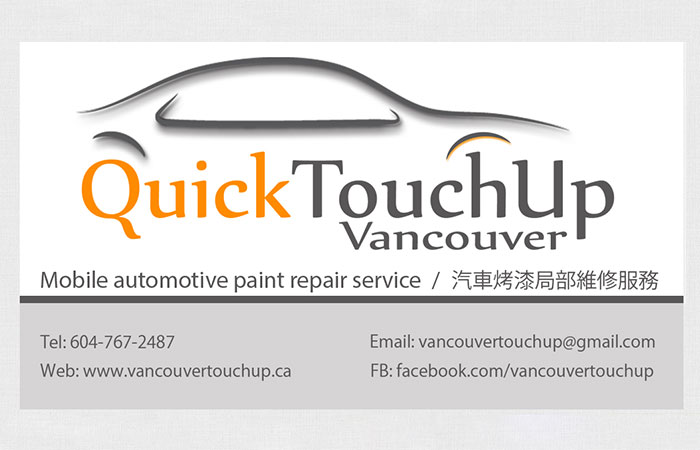 QuickTouchUp
Vancouver
Mobile automotive paint repair service / 汽車烤漆局部維修服務
Tel: 604-767-2487
Email: vancouvertouchup@gmail.com
Web: www.vancouvertouchup.ca
FB: facebook.com/vancouvertouchup